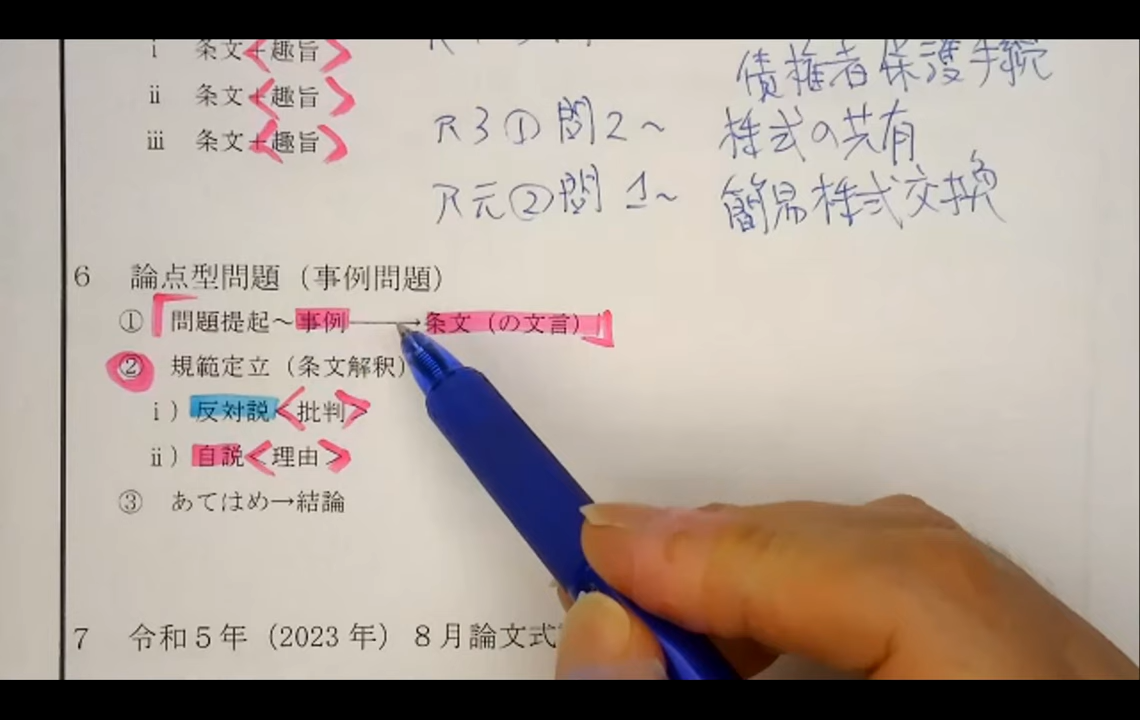 ⅰ 条文＋趣旨
債権者保護手続
ⅱ 条文＋趣旨
R3①問2～ 株式の共有
ⅲ 条文＋趣旨
R元②問1～ 簡易株式交換
6 論点型問題（事例問題）
① 「問題提起～事例――→条文（の文言）」
② 規範定立（条文解釈）
ⅰ）反対説＜批判＞
ⅱ）自説＜理由＞
③ あてはめ→結論
7 令和５年（2023 年）８月論文式